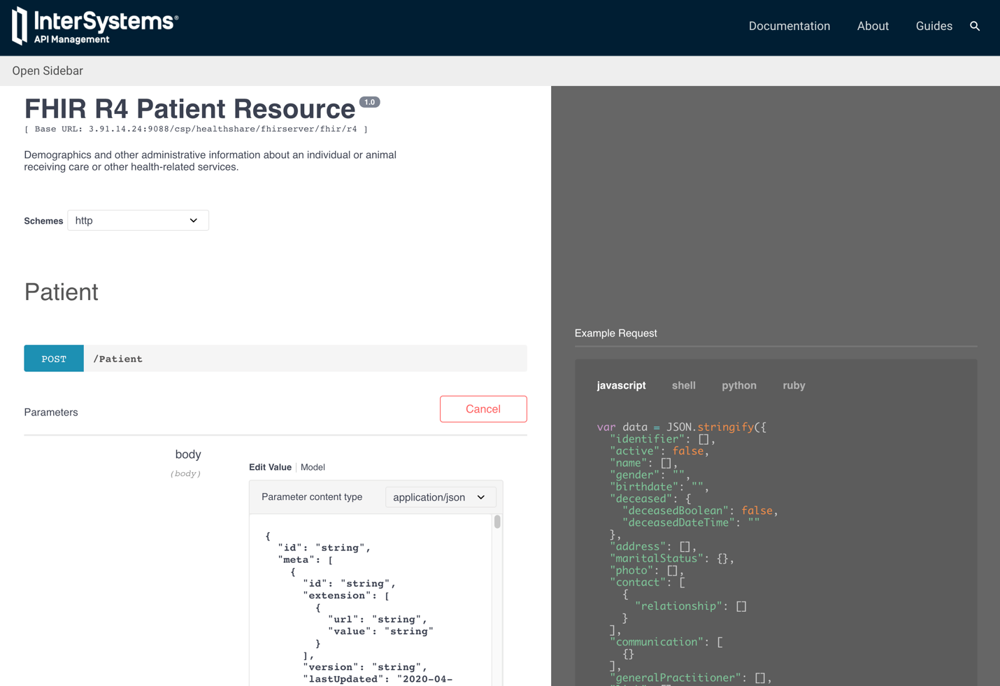 InterSystems®
API Management
Documentation
About
Guides
Open Sidebar
FHIR R4 Patient Resource 1.0
[ Base URL: 3.91.14.24:9088/csp/healthshare/fhirserver/fhir/r4 ]
Demographics and other administrative information about an individual or animal
receiving care or other health-related services.
Schemes http
Patient
POST /Patient
Parameters
Cancel
body
(body)
Edit Value | Model
Parameter content type application/json
{
"id": "string",
"meta": [
{
"id": "string",
"extension": [
{
"url": "string",
"value": "string"
}
],
"version": "string",
"lastUpdated": "2020-04-
Example Request
javascript shell python ruby
var data = JSON.stringify({
"identifier": [],
"active": false,
"name": [],
"gender": "",
"birthdate": "",
"deceased": {
"deceasedBoolean": false,
"deceasedDateTime": ""
},
"address": [],
"maritalStatus": {},
"photo": [],
"contact": [
{
"relationship": []
}
],
"communication": [
{}
],
"generalPractitioner": [],